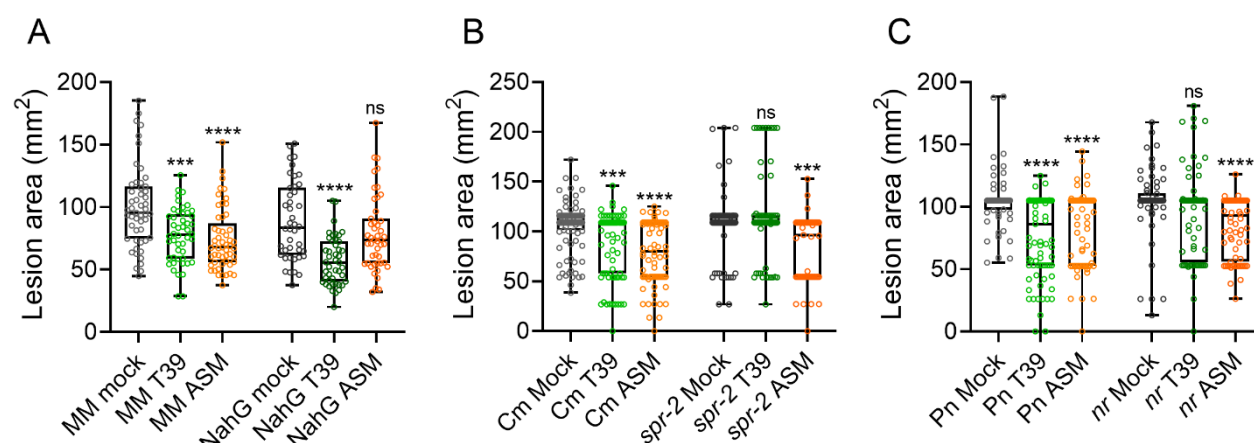 A
Lesion area (mm²)
200
150
100
50
0
***
****
****
ns
MM mock
MM T39
MM ASM
NahG mock
NahG T39
NahG ASM
B
Lesion area (mm²)
250
200
150
100
50
0
***
****
ns
***
Cm Mock
Cm T39
Cm ASM
spr-2 Mock
spr-2 T39
spr-2 ASM
C
Lesion area (mm²)
200
150
100
50
0
****
****
ns
****
Pn Mock
Pn T39
Pn ASM
nr Mock
nr T39
nr ASM